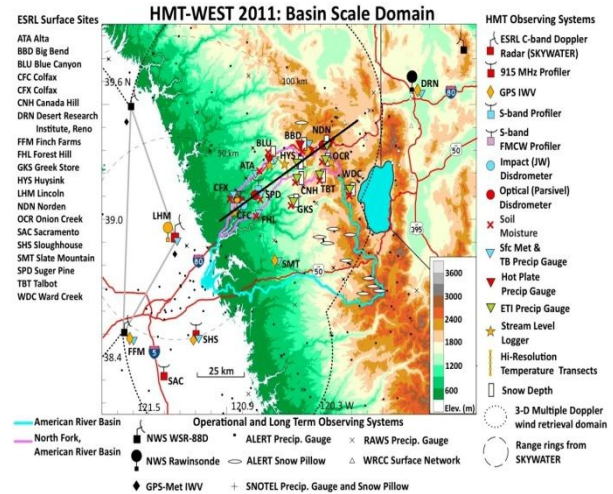 HMT-WEST 2011: Basin Scale Domain
ESRL Surface Sites
ATA Alta
BBD Big Bend
BLU Blue Canyon
CFC Colfax
CFX Colfax
CNH Canada Hill
DRN Desert Research
Institute, Reno
FFM Finch Farms
FHL Forest Hill
GKS Greek Store
HYS Huysink
LHM Lincoln
NDN Norden
OCR Onion Creek
SAC Sacramento
SHS Sloughhouse
SMT Slate Mountain
SPD Suger Pine
TBT Talbot
WDC Ward Creek
39.6 N
39.0
38.4
121.5
120.9
120.3 W
100 km
50 km
DRN
80
NDN
BBD
BLU
OCR
HYS
ATA
WDC
CFX
SPD
CNH
TBT
CFC
FHL
GKS
50
395
LHM
80
SMT
50
FFM
5
SHS
SAC
25 km
3600
3000
2400
1800
1200
600
Elev. (m)
HMT Observing Systems
ESRL C-band Doppler
Radar (SKYWATER)
915 MHz Profiler
GPS IWV
S-band Profiler
S-band
FMCW Profiler
Impact (JW)
Disdrometer
Optical (Parsivel)
Disdrometer
Soil
Moisture
Sfc Met &
TB Precip Gauge
Hot Plate
Precip Gauge
ETI Precip Gauge
Stream Level
Logger
Hi-Resolution
Temperature Transects
Snow Depth
3-D Multiple Doppler
wind retrieval domain
Range rings from
SKYWATER
American River Basin
North Fork,
American River Basin
Operational and Long Term Observing Systems
NWS WSR-88D
NWS Rawinsonde
GPS-Met IWV
ALERT Precip. Gauge
ALERT Snow Pillow
SNOTEL Precip. Gauge and Snow Pillow
RAWS Precip. Gauge
WRCC Surface Network